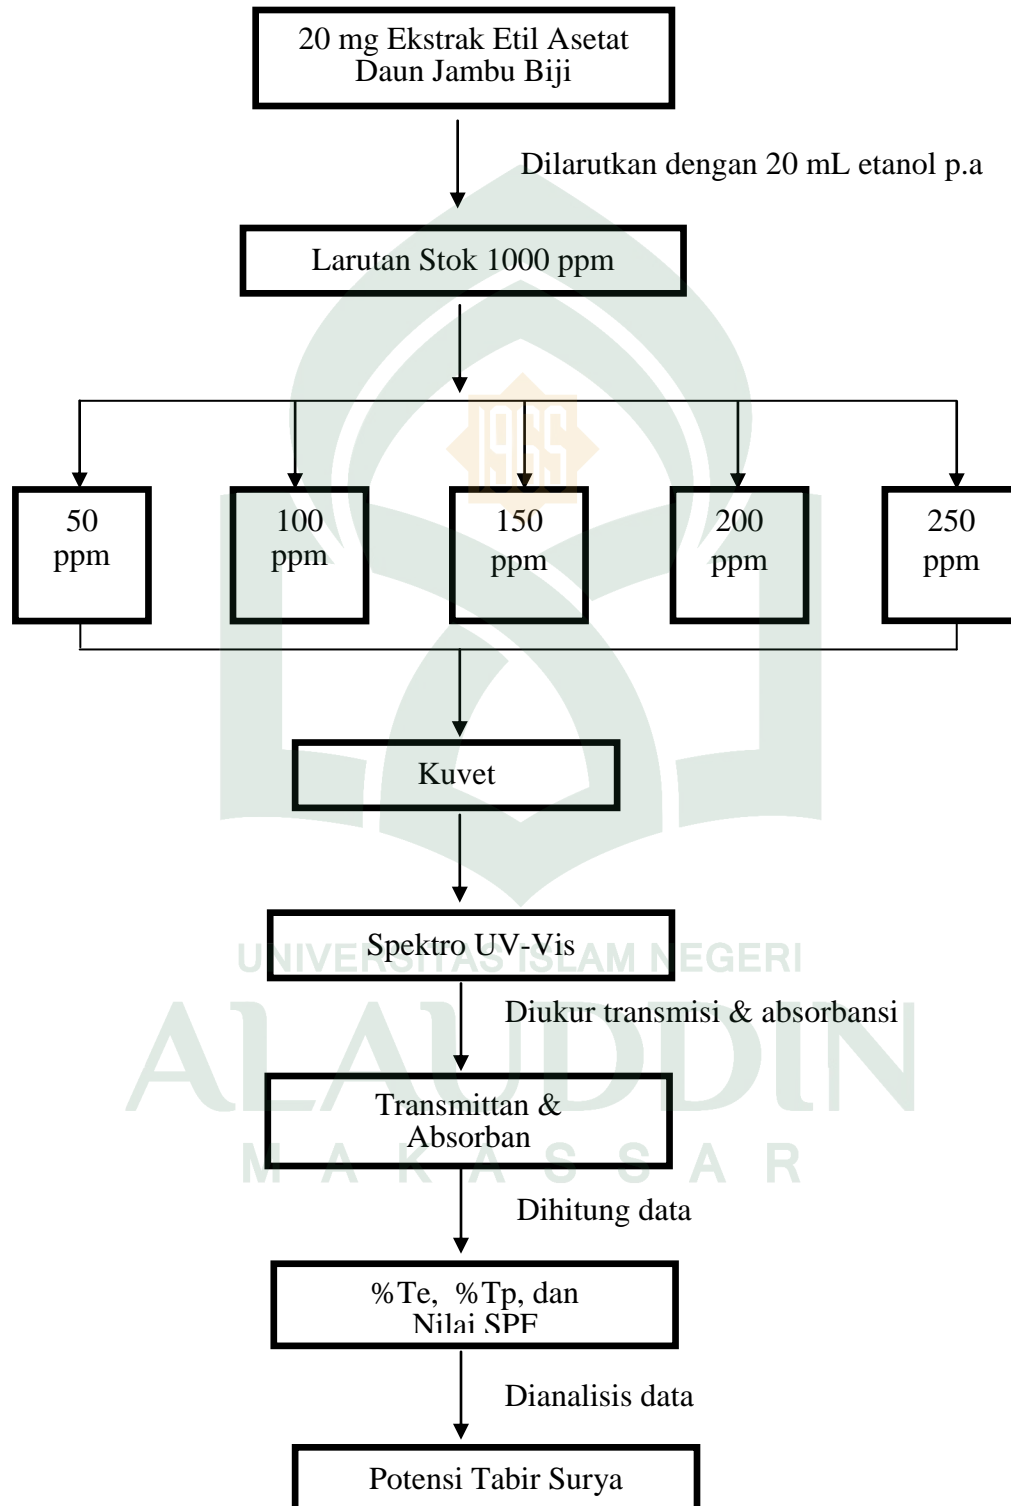 20 mg Ekstrak Etil Asetat
Daun Jambu Biji
Dilarutkan dengan 20 mL etanol p.a
Larutan Stok 1000 ppm
1965
50
ppm
100
ppm
150
ppm
200
ppm
250
ppm
Kuvet
Spektro UV-Vis
UNIVERSITAS ISLAM NEGERI
Diukur transmisi & absorbansi
ALAUDDIN
Transmittan &
Absorban
MAKASSAR
Dihitung data
%Te, %Tp, dan
Nilai SPF
Dianalisis data
Potensi Tabir Surya